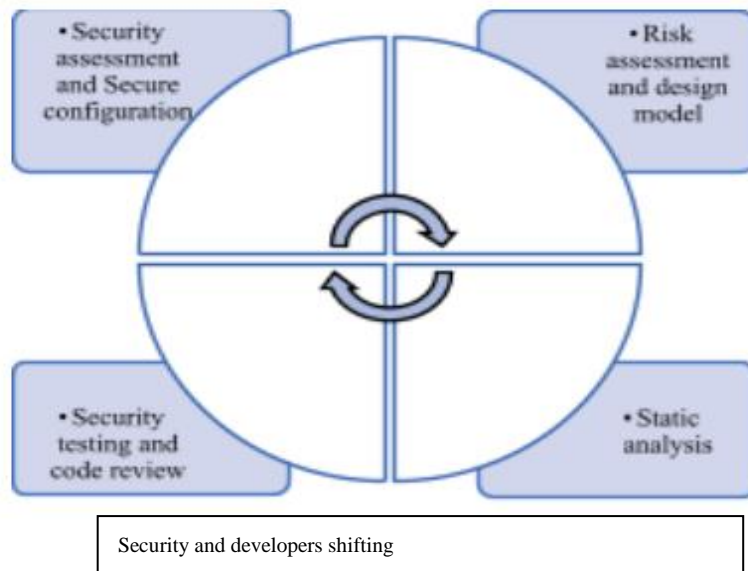 • Security
assessment
and Secure
configuration
• Risk
assessment
and design
model
• Security
testing and
code review
• Static
analysis
Security and developers shifting